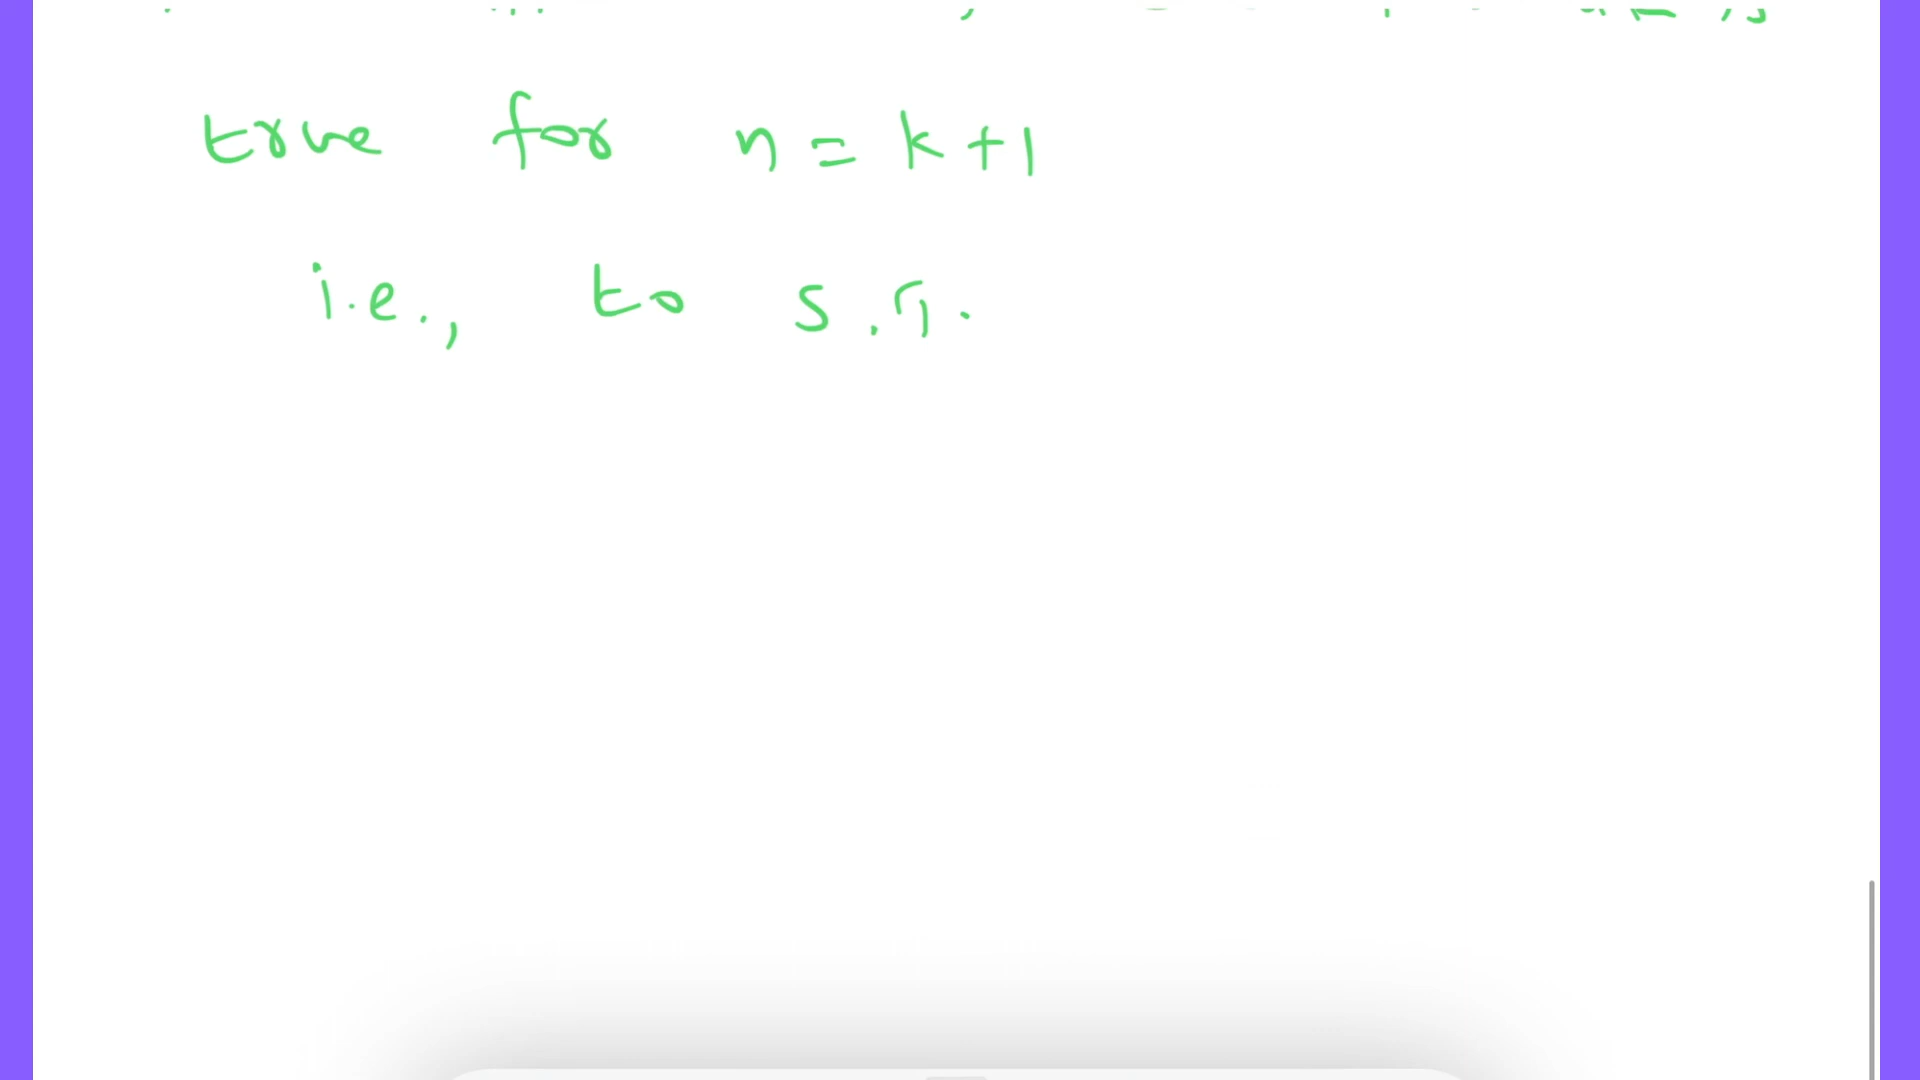 true for n = k+1
i.e., to s.T.